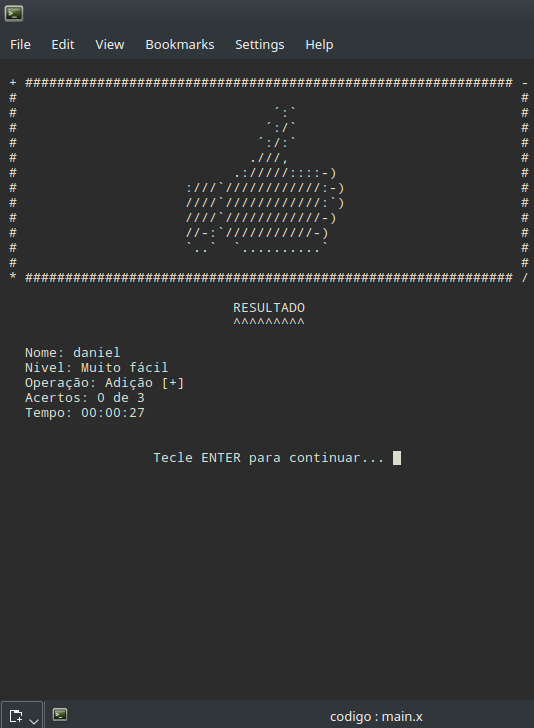 File Edit View Bookmarks Settings Help
+ ############################################################# -
# #
# ´:` #
# ´:/` #
# ´:/:` #
# .///, #
# .://///::::-) #
# :///`////////////:-) #
# ////`////////////:`) #
# ////`////////////-) #
# //-:`///////////-) #
# `..` `..........` #
# #
* ############################################################# /
RESULTADO
^^^^^^^^^
Nome: daniel
Nivel: Muito fácil
Operação: Adição [+]
Acertos: 0 de 3
Tempo: 00:00:27
Tecle ENTER para continuar...
codigo : main.x